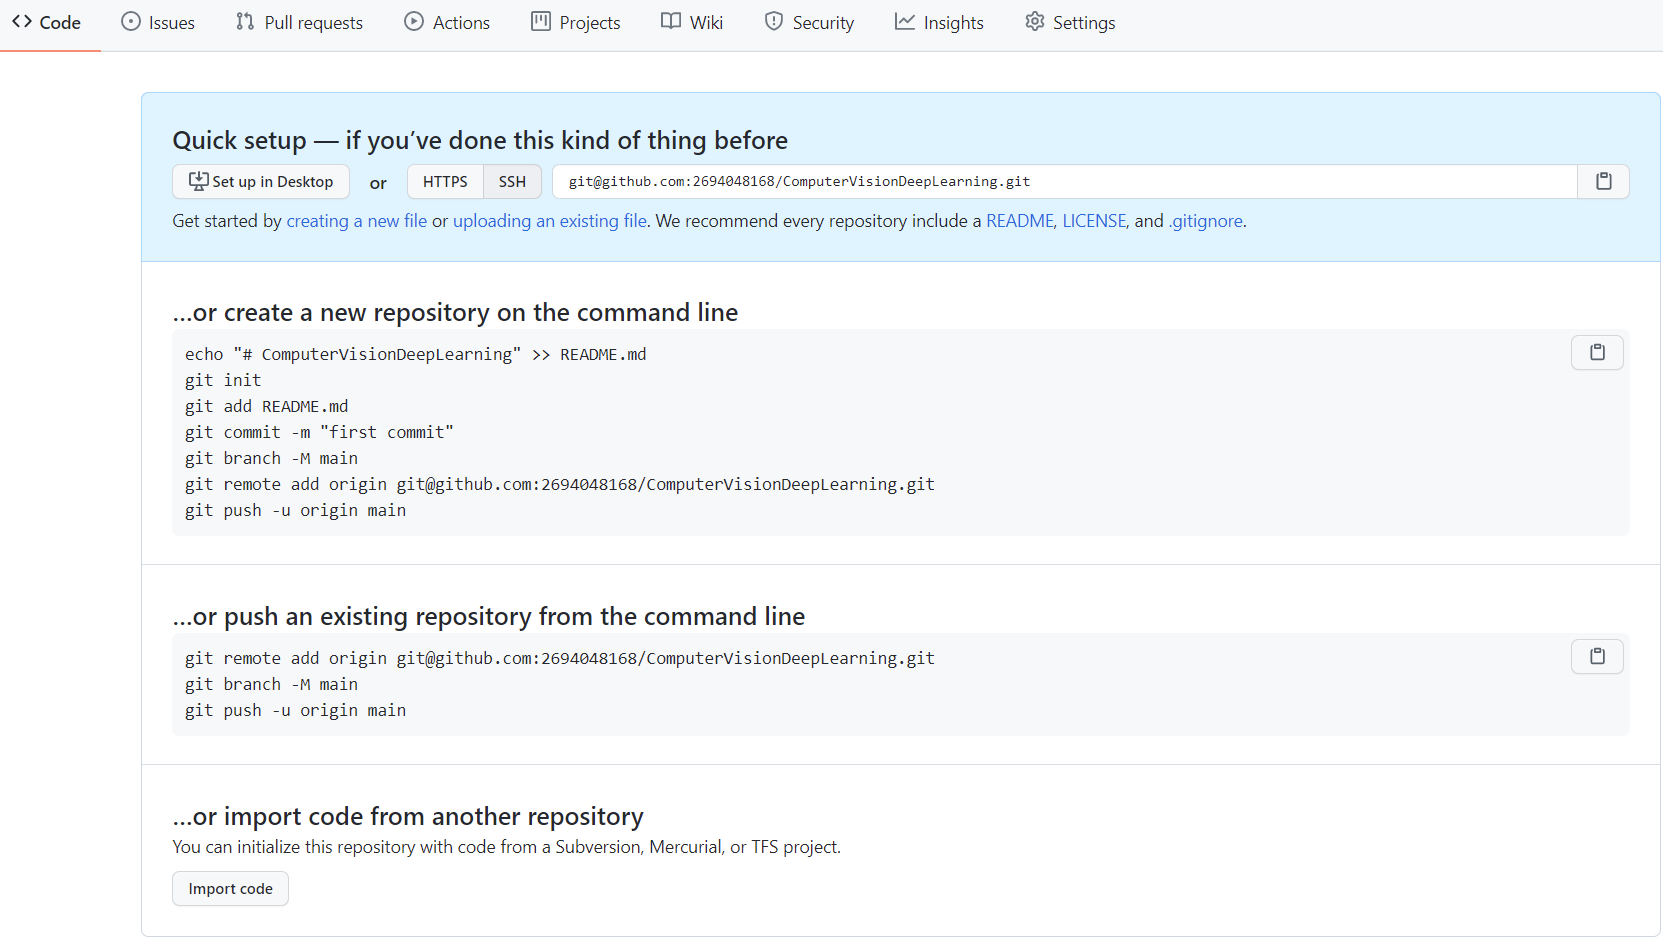 Code Issues Pull requests Actions Projects Wiki Security Insights Settings
Quick setup — if you’ve done this kind of thing before
Set up in Desktop or HTTPS SSH git@github.com:2694048168/ComputerVisionDeepLearning.git
Get started by creating a new file or uploading an existing file. We recommend every repository include a README, LICENSE, and .gitignore.
…or create a new repository on the command line
echo "# ComputerVisionDeepLearning" >> README.md
git init
git add README.md
git commit -m "first commit"
git branch -M main
git remote add origin git@github.com:2694048168/ComputerVisionDeepLearning.git
git push -u origin main
…or push an existing repository from the command line
git remote add origin git@github.com:2694048168/ComputerVisionDeepLearning.git
git branch -M main
git push -u origin main
…or import code from another repository
You can initialize this repository with code from a Subversion, Mercurial, or TFS project.
Import code